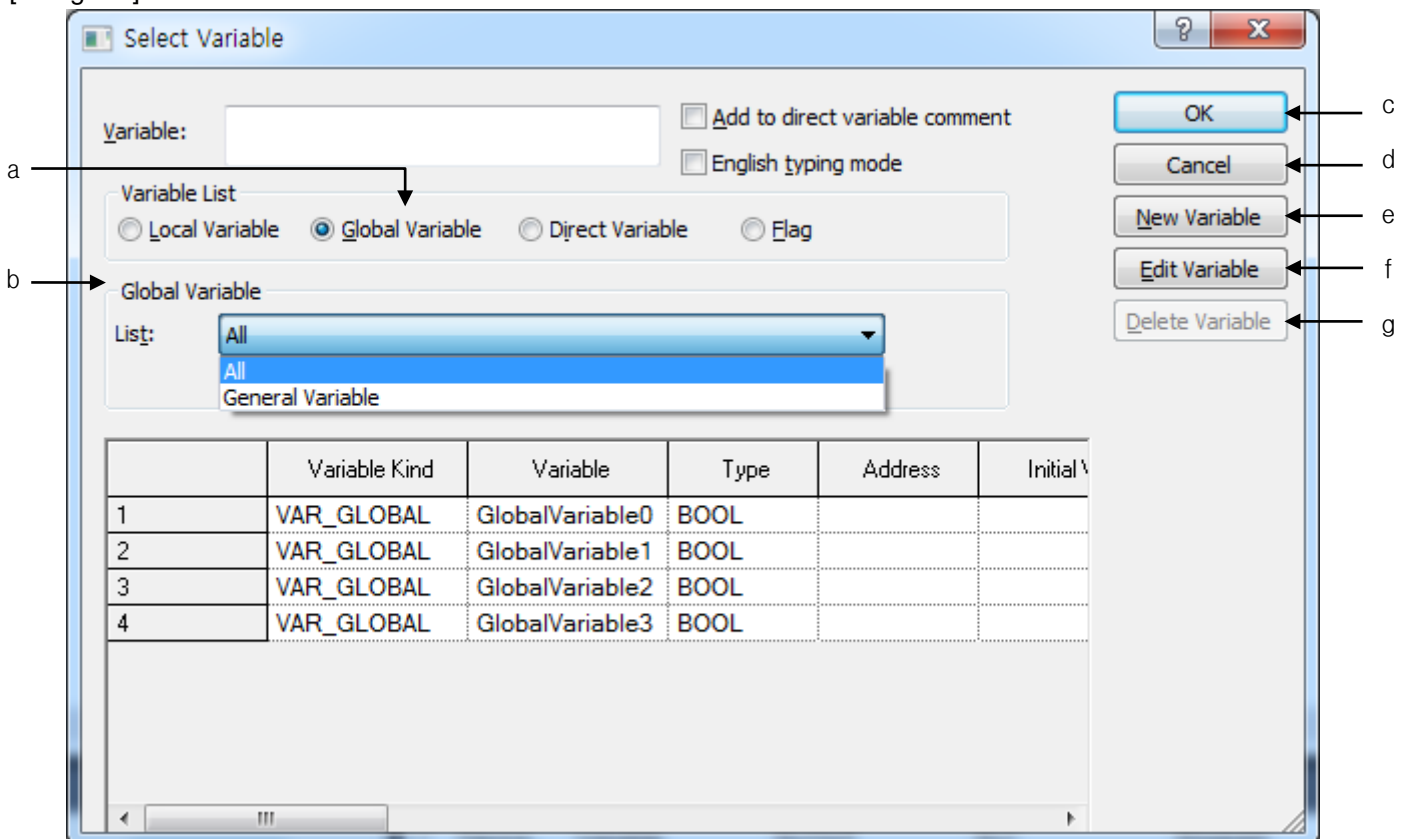 Select Variable
Variable:
Add to direct variable comment
English typing mode
OK
c
Cancel
d
a
Variable List
Local Variable Global Variable Direct Variable Flag
New Variable
e
Edit Variable
f
b
Global Variable
List: All
Delete Variable
g
All
General Variable
Variable Kind Variable Type Address Initial
1 VAR_GLOBAL GlobalVariable0 BOOL
2 VAR_GLOBAL GlobalVariable1 BOOL
3 VAR_GLOBAL GlobalVariable2 BOOL
4 VAR_GLOBAL GlobalVariable3 BOOL